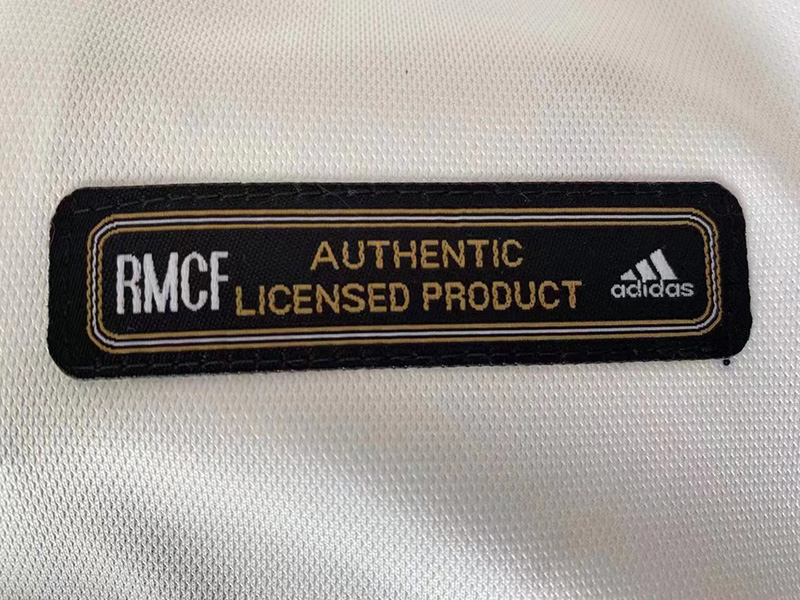 RMCF
AUTHENTIC
LICENSED PRODUCT
adidas